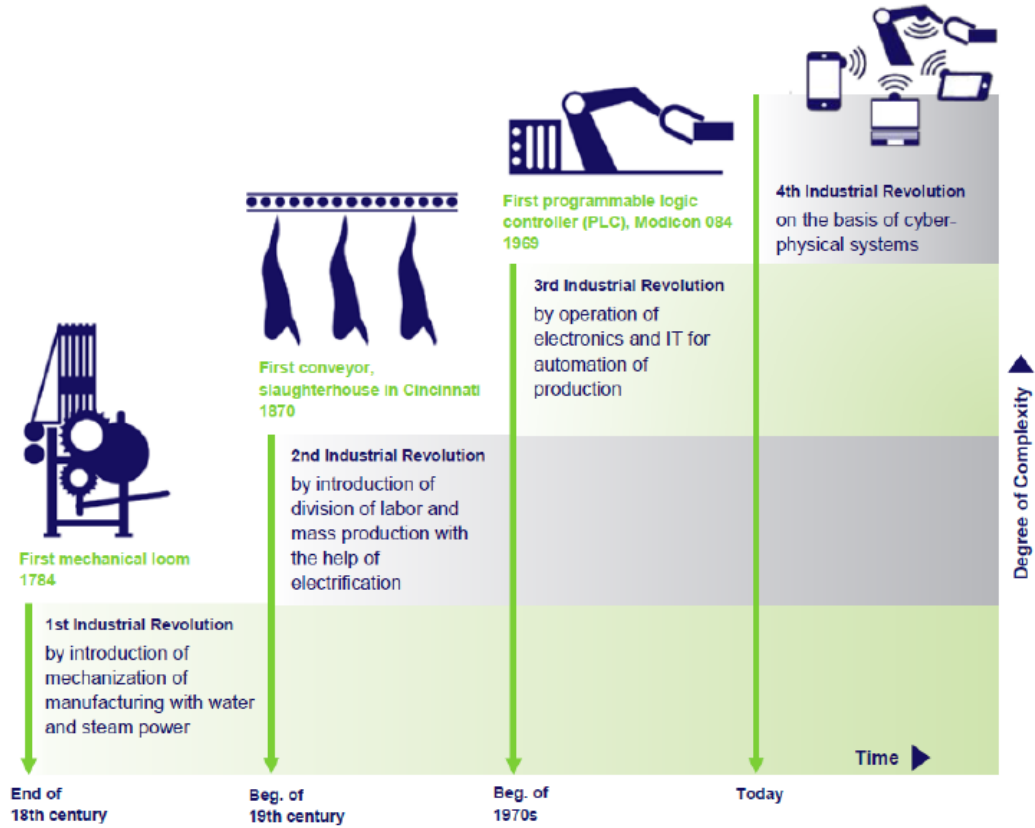 First mechanical loom
1784
1st Industrial Revolution
by introduction of
mechanization of
manufacturing with water
and steam power
First conveyor,
slaughterhouse in Cincinnati
1870
2nd Industrial Revolution
by introduction of
division of labor and
mass production with
the help of
electrification
First programmable logic
controller (PLC), Modicon 084
1969
3rd Industrial Revolution
by operation of
electronics and IT for
automation of
production
4th Industrial Revolution
on the basis of cyber-
physical systems
Degree of Complexity
Time
End of
18th century
Beg. of
19th century
Beg. of
1970s
Today